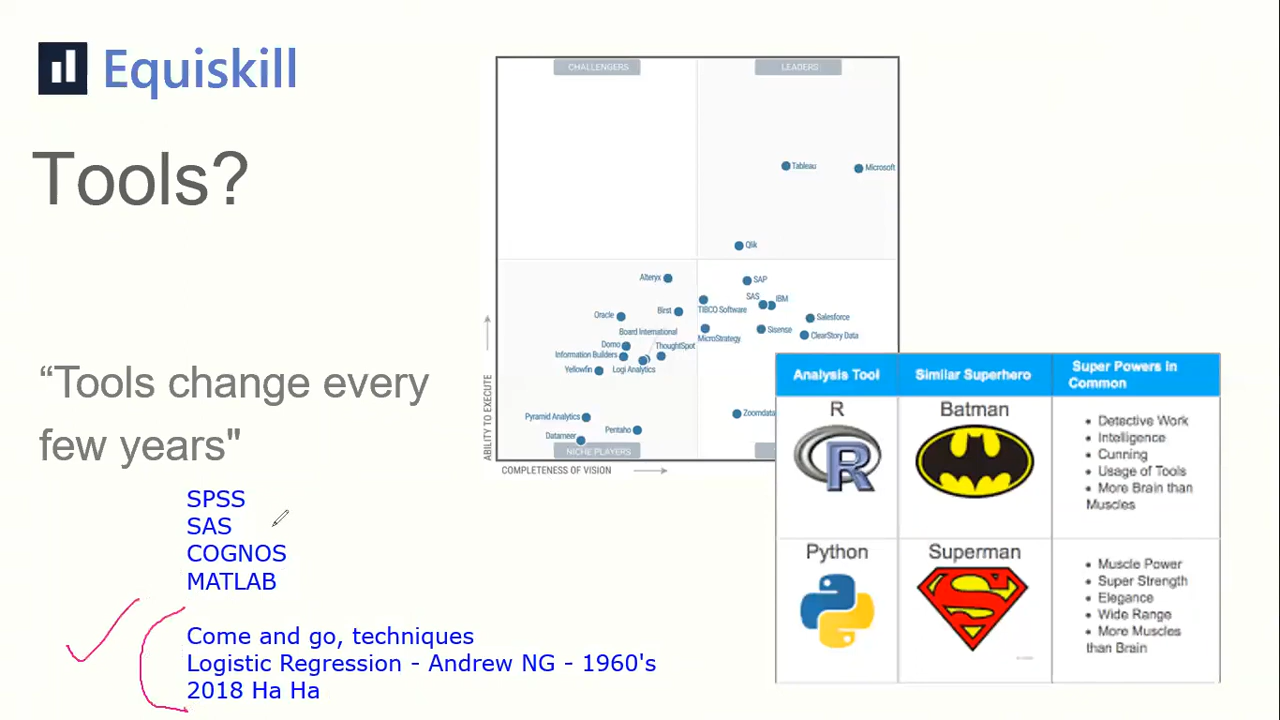 Equiskill
Tools?
“Tools change every
few years"
SPSS
SAS
COGNOS
MATLAB
Come and go, techniques
Logistic Regression - Andrew NG - 1960's
2018 Ha Ha
CHALLENGERS
LEADERS
Tableau
Microsoft
Qlik
Alteryx
SAP
SAS
IBM
Oracle
Birst
TIBCO Software
Salesforce
Board International
MicroStrategy
Sisense
ClearStory Data
Domo
ThoughtSpot
Information Builders
Yellowfin
Logi Analytics
Pyramid Analytics
Zoomdata
Datameer
Pentaho
NICHE PLAYERS
ABILITY TO EXECUTE
COMPLETENESS OF VISION
Analysis Tool
Similar Superhero
Super Powers in
Common
R
Batman
R
Detective Work
Intelligence
Cunning
Usage of Tools
More Brain than
Muscles
Python
Superman
S
Muscle Power
Super Strength
Elegance
Wide Range
More Muscles
than Brain